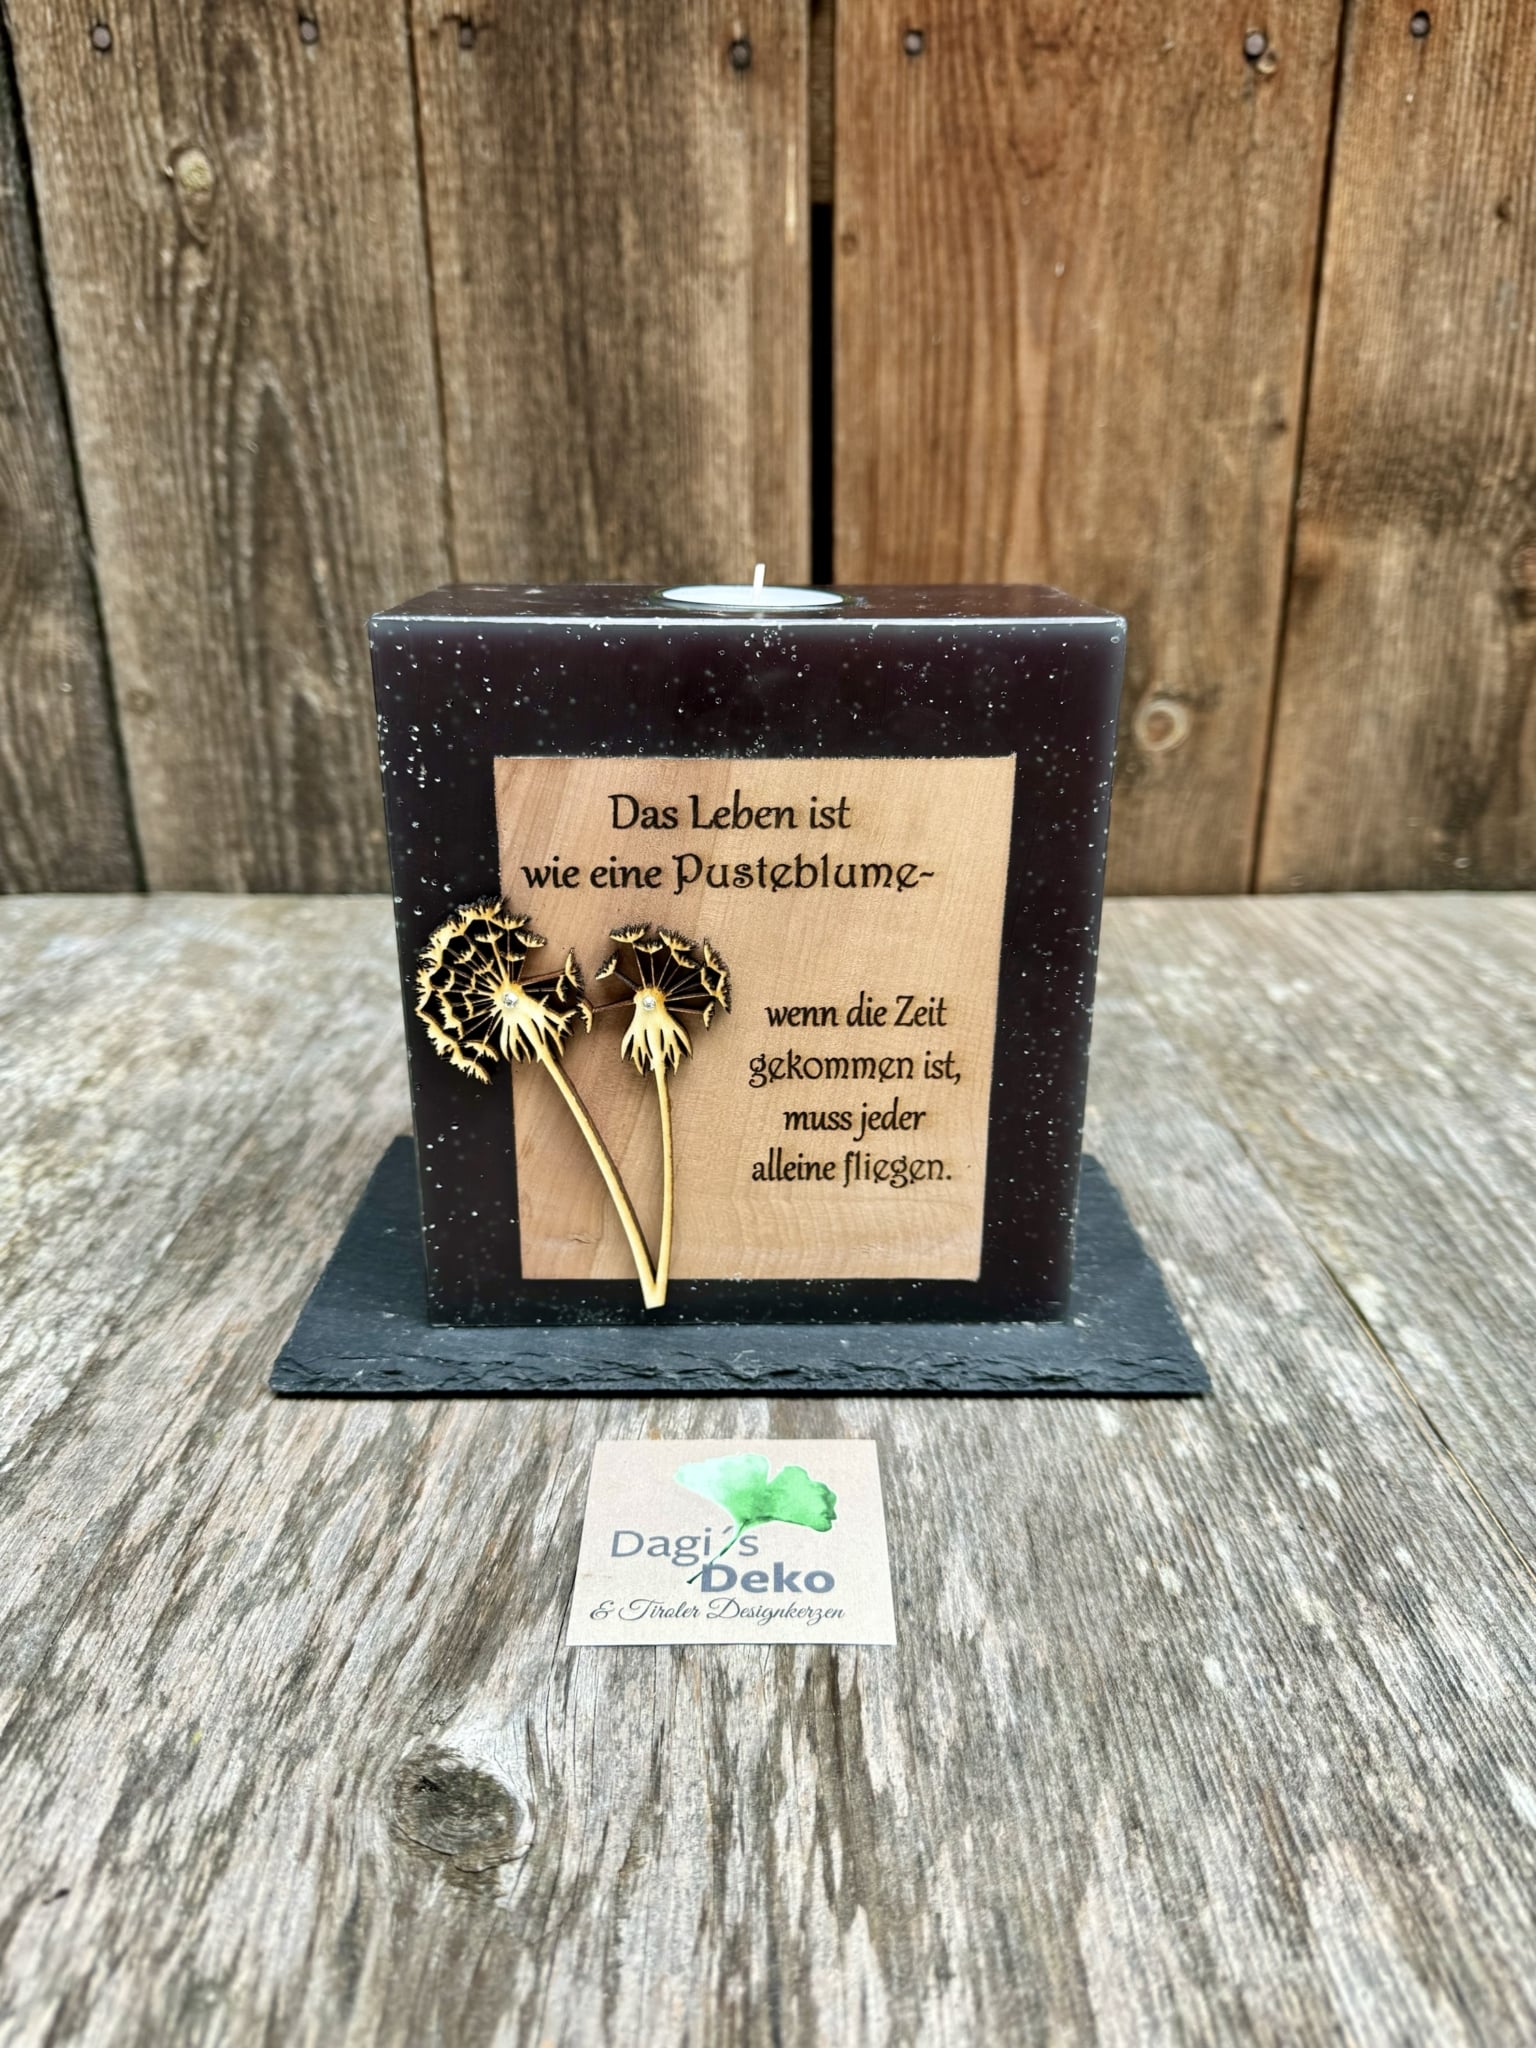 Das Leben ist
wie eine Pusteblume-
wenn die Zeit
gekommen ist,
muss jeder
alleine fliegen.
Dagi´s
Deko
& Tiroler Designkerzen